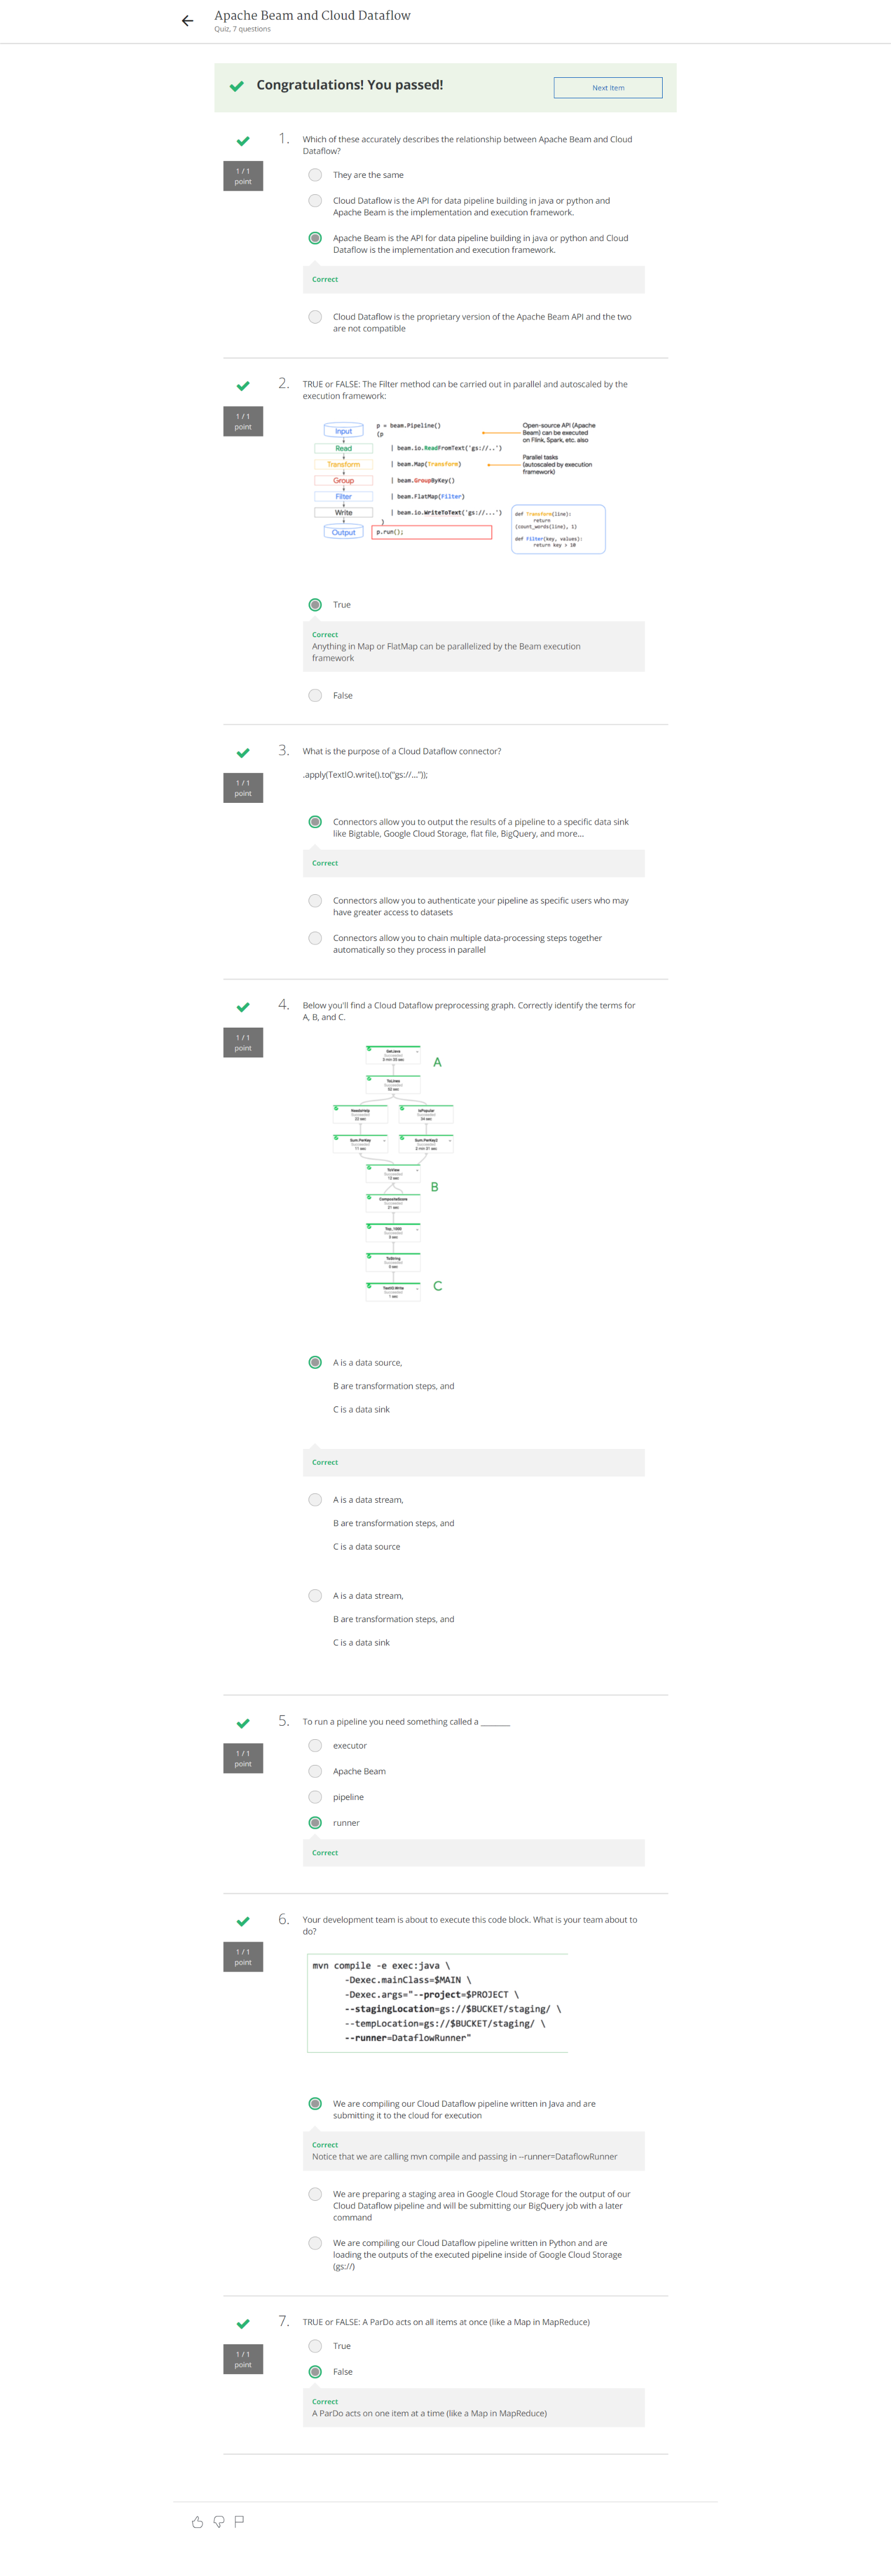 Apache Beam and Cloud Dataflow
Quiz, 7 questions
Congratulations! You passed!
Next Item
1.
Which of these accurately describes the relationship between Apache Beam and Cloud
Dataflow?
1 / 1
point
They are the same
Cloud Dataflow is the API for data pipeline building in java or python and
Apache Beam is the implementation and execution framework.
Apache Beam is the API for data pipeline building in java or python and Cloud
Dataflow is the implementation and execution framework.
Correct
Cloud Dataflow is the proprietary version of the Apache Beam API and the two
are not compatible
2.
TRUE or FALSE: The Filter method can be carried out in parallel and autoscaled by the
execution framework:
1 / 1
point
Input
Read
Transform
Group
Filter
Write
Output
p = beam.Pipeline()
(p
| beam.io.ReadFromText('gs://..')
| beam.Map(Transform)
| beam.GroupByKey()
| beam.FlatMap(Filter)
| beam.io.WriteToText('gs://...')
)
p.run();
Open-source API (Apache
Beam) can be executed
on Flink, Spark, etc. also
Parallel tasks
(autoscaled by execution
framework)
def Transform(line):
return
(count_words(line), 1)
def Filter(key, values):
return key > 10
True
Correct
Anything in Map or FlatMap can be parallelized by the Beam execution
framework
False
3.
What is the purpose of a Cloud Dataflow connector?
1 / 1
point
.apply(TextIO.write().to("gs://…"));
Connectors allow you to output the results of a pipeline to a specific data sink
like Bigtable, Google Cloud Storage, flat file, BigQuery, and more…
Correct
Connectors allow you to authenticate your pipeline as specific users who may
have greater access to datasets
Connectors allow you to chain multiple data-processing steps together
automatically so they process in parallel
4.
Below you'll find a Cloud Dataflow preprocessing graph. Correctly identify the terms for
A, B, and C.
1 / 1
point
GetJava
Succeeded
A
ToLines
Succeeded
NeedsHelp
Succeeded
IsPopular
Succeeded
Sum.PerKey
Succeeded
Sum.PerKey2
Succeeded
ToView
Succeeded
B
CompositeScore
Succeeded
Top_1000
Succeeded
ToString
Succeeded
C
TextIO.Write
Succeeded
1 sec
A is a data source,
B are transformation steps, and
C is a data sink
Correct
A is a data stream,
B are transformation steps, and
C is a data source
A is a data stream,
B are transformation steps, and
C is a data sink
5.
To run a pipeline you need something called a _______
1 / 1
point
executor
Apache Beam
pipeline
runner
Correct
6.
Your development team is about to execute this code block. What is your team about to
do?
1 / 1
point
mvn compile -e exec:java \
-Dexec.mainClass=$MAIN \
-Dexec.args="--project=$PROJECT \
--stagingLocation=gs://$BUCKET/staging/ \
--tempLocation=gs://$BUCKET/staging/ \
--runner=DataflowRunner"
We are compiling our Cloud Dataflow pipeline written in Java and are
submitting it to the cloud for execution
Correct
Notice that we are calling mvn compile and passing in --runner=DataflowRunner
We are preparing a staging area in Google Cloud Storage for the output of our
Cloud Dataflow pipeline and will be submitting our BigQuery job with a later
command
We are compiling our Cloud Dataflow pipeline written in Python and are
loading the outputs of the executed pipeline inside of Google Cloud Storage
(gs://)
7.
TRUE or FALSE: A ParDo acts on all items at once (like a Map in MapReduce)
1 / 1
point
True
False
Correct
A ParDo acts on one item at a time (like a Map in MapReduce)